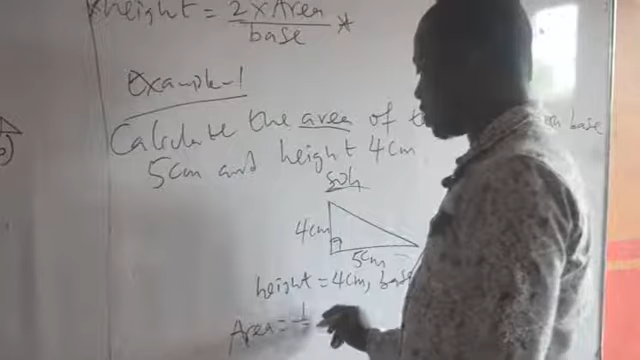 height = 2 x Area / base *
Example-1
Calculate the area of t base
5cm and height 4cm
soln
4cm
5cm
height = 4cm, base
Area = 1